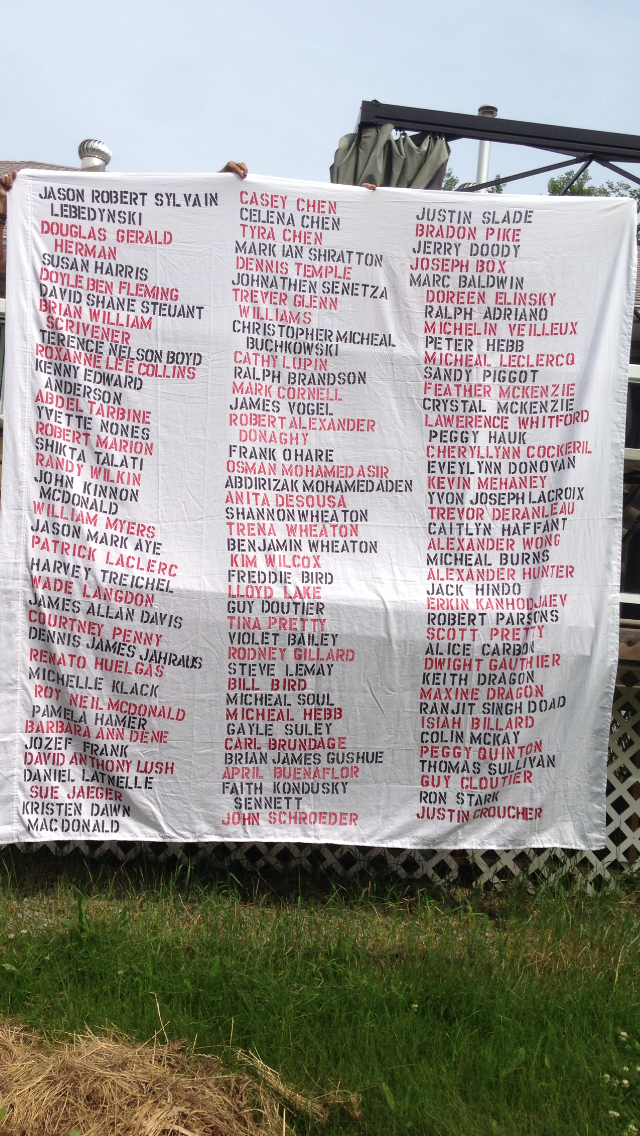 JASON ROBERT SYLVAIN
LEBEDYNSKI
DOUGLAS GERALD
HERMAN
SUSAN HARRIS
DOYLE BEN FLEMING
DAVID SHANE STEUANT
BRIAN WILLIAM
SCRIVENER
TERENCE NELSON BOYD
ROXANNE LEE COLLINS
KENNY EDWARD
ANDERSON
ABDEL TARBINE
YVETTE NONES
ROBERT MARION
SHIKTA TALATI
RANDY WILKIN
JOHN KINNON
MCDONALD
WILLIAM MYERS
JASON MARK AYE
PATRICK LACLERC
HARVEY TREICHEL
WADE LANGDON
JAMES ALLAN DAVIS
COURTNEY PENNY
DENNIS JAMES JAHRAUS
RENATO HUELGAS
MICHELLE KLACK
ROY NEIL MCDONALD
PAMELA HAMER
BARBARA ANN DENE
JOZEF FRANK
DAVID ANTHONY LUSH
DANIEL LATNELLE
SUE JAEGER
KRISTEN DAWN
MACDONALD
CASEY CHEN
CELENA CHEN
TYRA CHEN
MARK IAN SHRATTON
DENNIS TEMPLE
JOHNATHEN SENETZA
TREVER GLENN
WILLIAMS
CHRISTOPHER MICHEAL
BUCHKOWSKI
CATHY LUPIN
RALPH BRANDSON
MARK CORNELL
JAMES VOGEL
ROBERT ALEXANDER
DONAGHY
FRANK OHARE
OSMAN MOHAMED ASIR
ABDIRIZAK MOHAMED ADEN
ANITA DESOUSA
SHANNON WHEATON
TRENA WHEATON
BENJAMIN WHEATON
KIM WILCOX
FREDDIE BIRD
LLOYD LAKE
GUY DOUTIER
TINA PRETTY
VIOLET BAILEY
RODNEY GILLARD
STEVE LEMAY
BILL BIRD
MICHEAL SOUL
MICHEAL HEBB
GAYLE SULEY
CARL BRUNDAGE
BRIAN JAMES GUSHUE
APRIL BUENAFLOR
FAITH KONDUSKY
SENNETT
JOHN SCHROEDER
JUSTIN SLADE
BRADON PIKE
JERRY DOODY
JOSEPH BOX
MARC BALDWIN
DOREEN ELINSKY
RALPH ADRIANO
MICHELIN VEILLEUX
PETER HEBB
MICHEAL LECLERCQ
SANDY PIGGOT
FEATHER MCKENZIE
CRYSTAL MCKENZIE
LAWERENCE WHITFORD
PEGGY HAUK
CHERYLLYNN COCKERIL
EVEYLYNN DONOVAN
KEVIN MEHANEY
YVON JOSEPH LACROIX
TREVOR DERANLEAU
CAITLYN HAFFANT
ALEXANDER WONG
MICHEAL BURNS
ALEXANDER HUNTER
JACK HINDO
ERKIN KANHODJAEV
ROBERT PARSONS
SCOTT PRETTY
ALICE CARBON
DWIGHT GAUTHIER
KEITH DRAGON
MAXINE DRAGON
RANJIT SINGH DOAD
ISIAH BILLARD
COLIN MCKAY
PEGGY QUINTON
THOMAS SULLIVAN
GUY CLOUTIER
RON STARK
JUSTIN CROUCHER